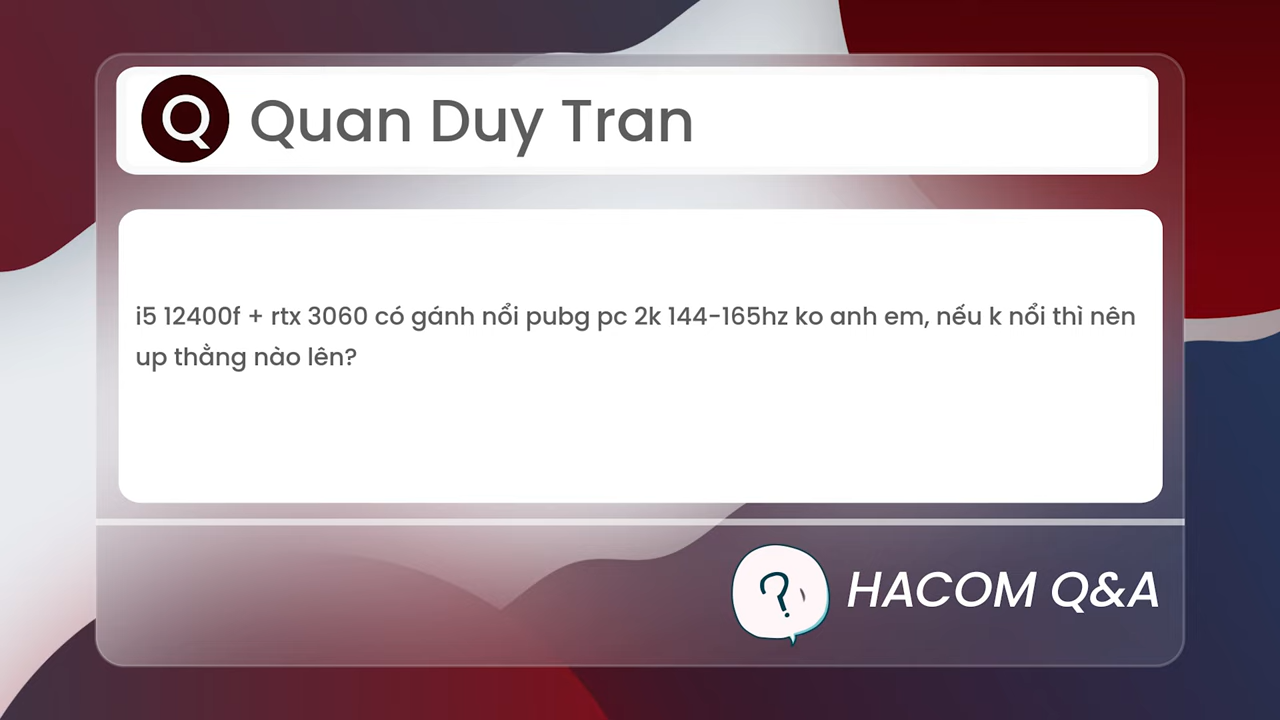 Q Quan Duy Tran
i5 12400f + rtx 3060 có gánh nổi pubg pc 2k 144-165hz ko anh em, nếu k nổi thì nên
up thằng nào lên?
? HACOM Q&A